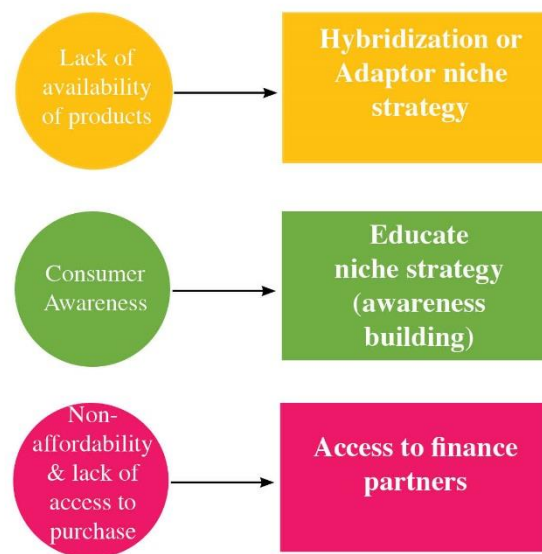 Lack of
availability
of products
Hybridization or
Adaptor niche
strategy
Consumer
Awareness
Educate
niche strategy
(awareness
building)
Non-
affordability
& lack of
access to
purchase
Access to finance
partners